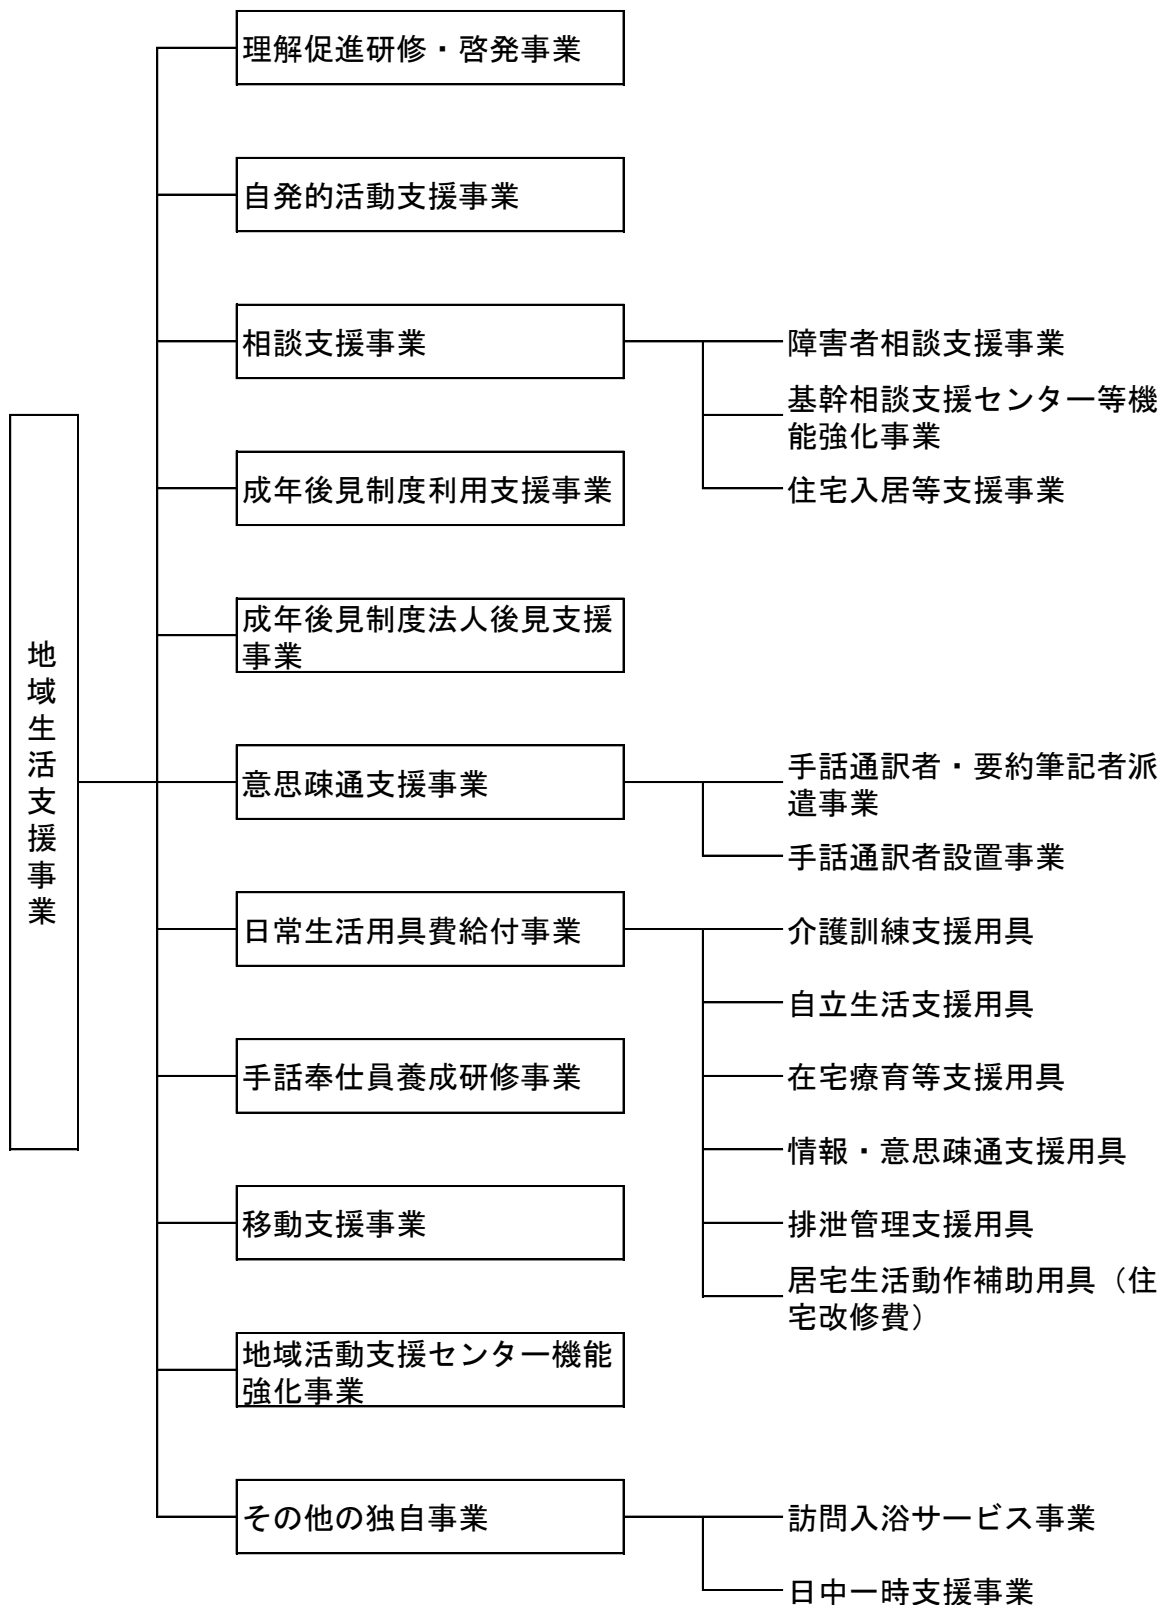 理解促進研修・啓発事業
自発的活動支援事業
相談支援事業
障害者相談支援事業
基幹相談支援センター等機
能強化事業
住宅入居等支援事業
成年後見制度利用支援事業
成年後見制度法人後見支援
事業
地域生活支援事業
意思疎通支援事業
手話通訳者・要約筆記者派
遣事業
手話通訳者設置事業
日常生活用具費給付事業
介護訓練支援用具
自立生活支援用具
在宅療育等支援用具
情報・意思疎通支援用具
排泄管理支援用具
居宅生活動作補助用具（住
宅改修費）
手話奉仕員養成研修事業
移動支援事業
地域活動支援センター機能
強化事業
その他の独自事業
訪問入浴サービス事業
日中一時支援事業